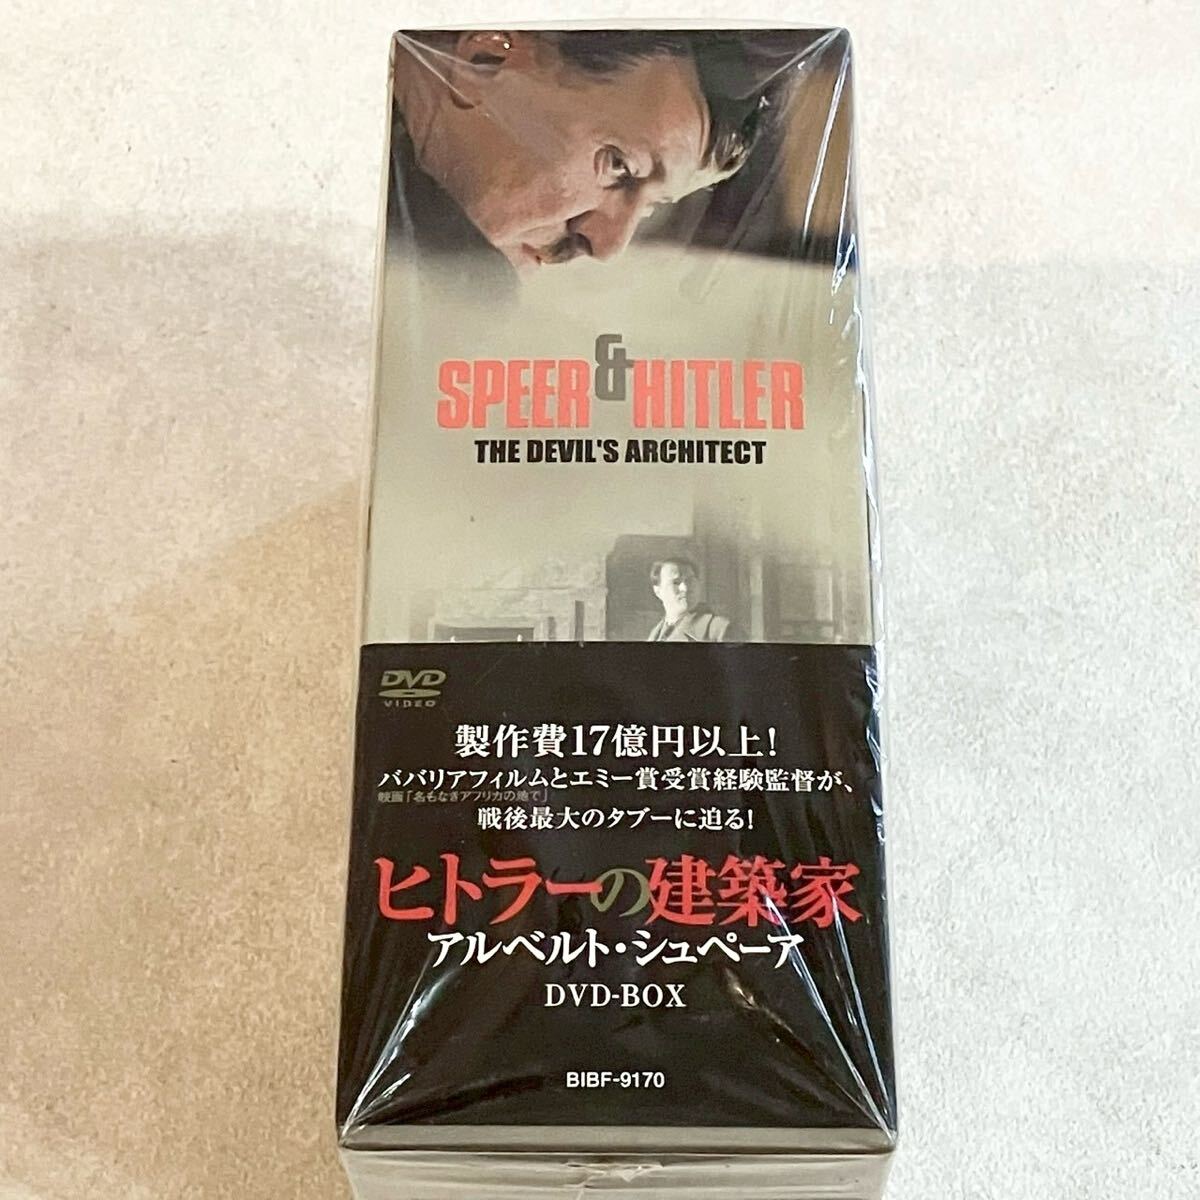 SPEER & HITLER
THE DEVIL'S ARCHITECT
DVD
VIDEO
製作費17億円以上!
ババリアフィルムとエミー賞受賞経験監督が、
映画「名もなきアフリカの地で」
戦後最大のタブーに迫る!
ヒトラーの建築家
アルベルト・シュペーア
DVD-BOX
BIBF-9170